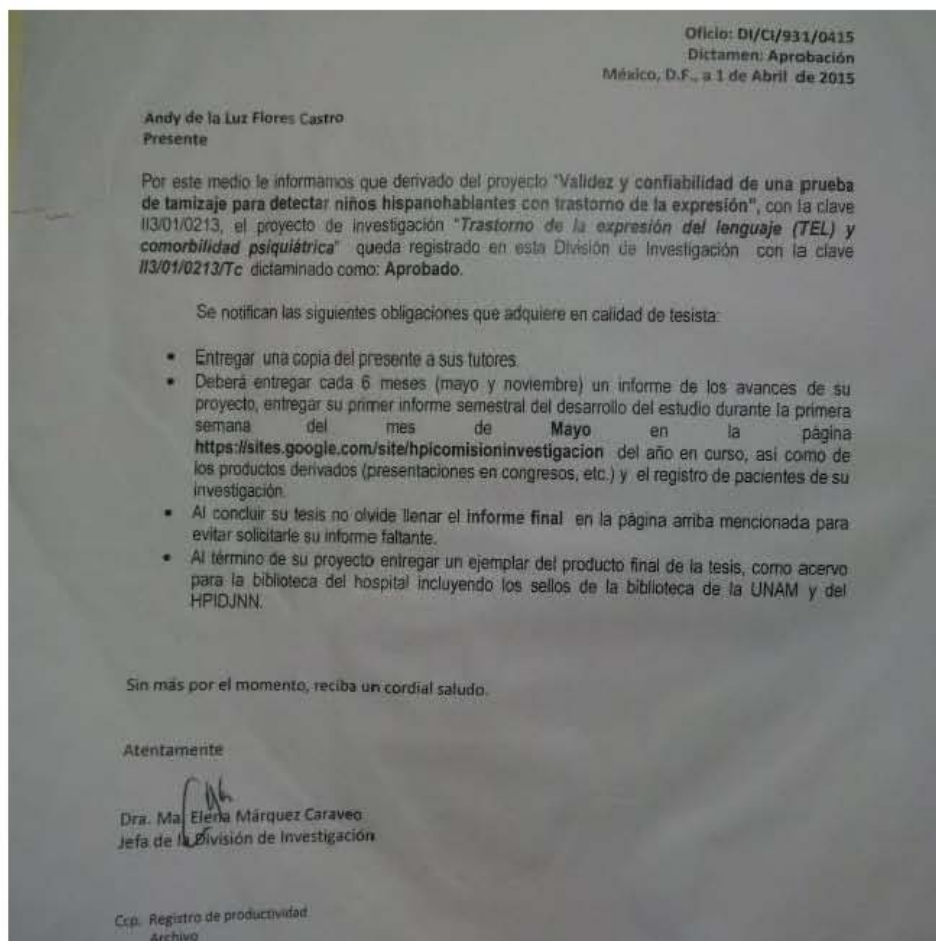 Oficio: DI/CI/931/0415
Dictamen: Aprobación
México, D.F., a 1 de Abril de 2015
Andy de la Luz Flores Castro
Presente
Por este medio le informamos que derivado del proyecto "Validez y confiabilidad de una prueba
de tamizaje para detectar niños hispanohablantes con trastorno de la expresión", con la clave
II3/01/0213, el proyecto de investigación "Trastorno de la expresión del lenguaje (TEL) y
comorbilidad psiquiátrica" queda registrado en esta División de Investigación con la clave
II3/01/0213/Tc dictaminado como: Aprobado.
Se notifican las siguientes obligaciones que adquiere en calidad de tesista:
• Entregar una copia del presente a sus tutores.
• Deberá entregar cada 6 meses (mayo y noviembre) un informe de los avances de su
proyecto, entregar su primer informe semestral del desarrollo del estudio durante la primera
semana del mes de Mayo en la página
https://sites.google.com/site/hpicomisioninvestigacion del año en curso, así como de
los productos derivados (presentaciones en congresos, etc.) y el registro de pacientes de su
investigación.
• Al concluir su tesis no olvide llenar el informe final en la página arriba mencionada para
evitar solicitarle su informe faltante.
• Al término de su proyecto entregar un ejemplar del producto final de la tesis, como acervo
para la biblioteca del hospital incluyendo los sellos de la biblioteca de la UNAM y del
HPIDJNN.
Sin más por el momento, reciba un cordial saludo.
Atentamente
Dra. Ma. Elena Márquez Caraveo
Jefa de la División de Investigación
Ccp. Registro de productividad
Archivo